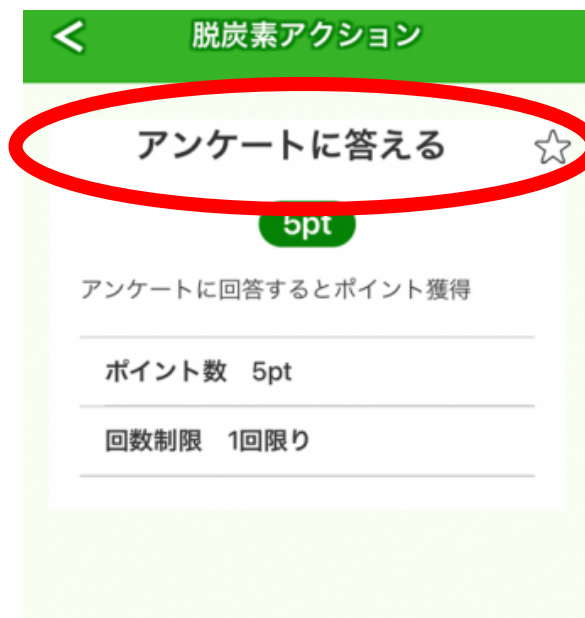 脱炭素アクション
アンケートに答える
5pt
アンケートに回答するとポイント獲得
ポイント数 5pt
回数制限 1回限り